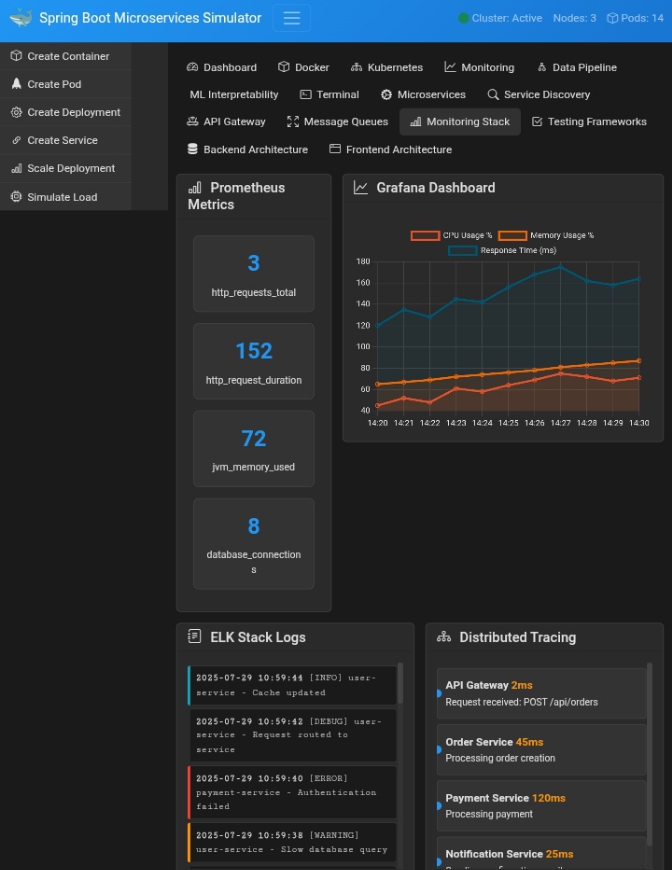 Spring Boot Microservices Simulator
Cluster: Active Nodes: 3 Pods: 14
Create Container
Create Pod
Create Deployment
Create Service
Scale Deployment
Simulate Load
Dashboard Docker Kubernetes Monitoring Data Pipeline
ML Interpretability Terminal Microservices Service Discovery
API Gateway Message Queues Monitoring Stack Testing Frameworks
Backend Architecture Frontend Architecture
Prometheus
Metrics
3
http_requests_total
152
http_request_duration
72
jvm_memory_used
8
database_connection
s
Grafana Dashboard
CPU Usage % Memory Usage %
Response Time (ms)
180
160
140
120
100
80
60
40
14:20 14:21 14:22 14:23 14:24 14:25 14:26 14:27 14:28 14:29 14:30
ELK Stack Logs
2025-07-29 10:59:44 [INFO] user-
service - Cache updated
2025-07-29 10:59:42 [DEBUG] user-
service - Request routed to
service
2025-07-29 10:59:40 [ERROR]
payment-service - Authentication
failed
2025-07-29 10:59:38 [WARNING]
user-service - Slow database query
Distributed Tracing
API Gateway 2ms
Request received: POST /api/orders
Order Service 45ms
Processing order creation
Payment Service 120ms
Processing payment
Notification Service 25ms